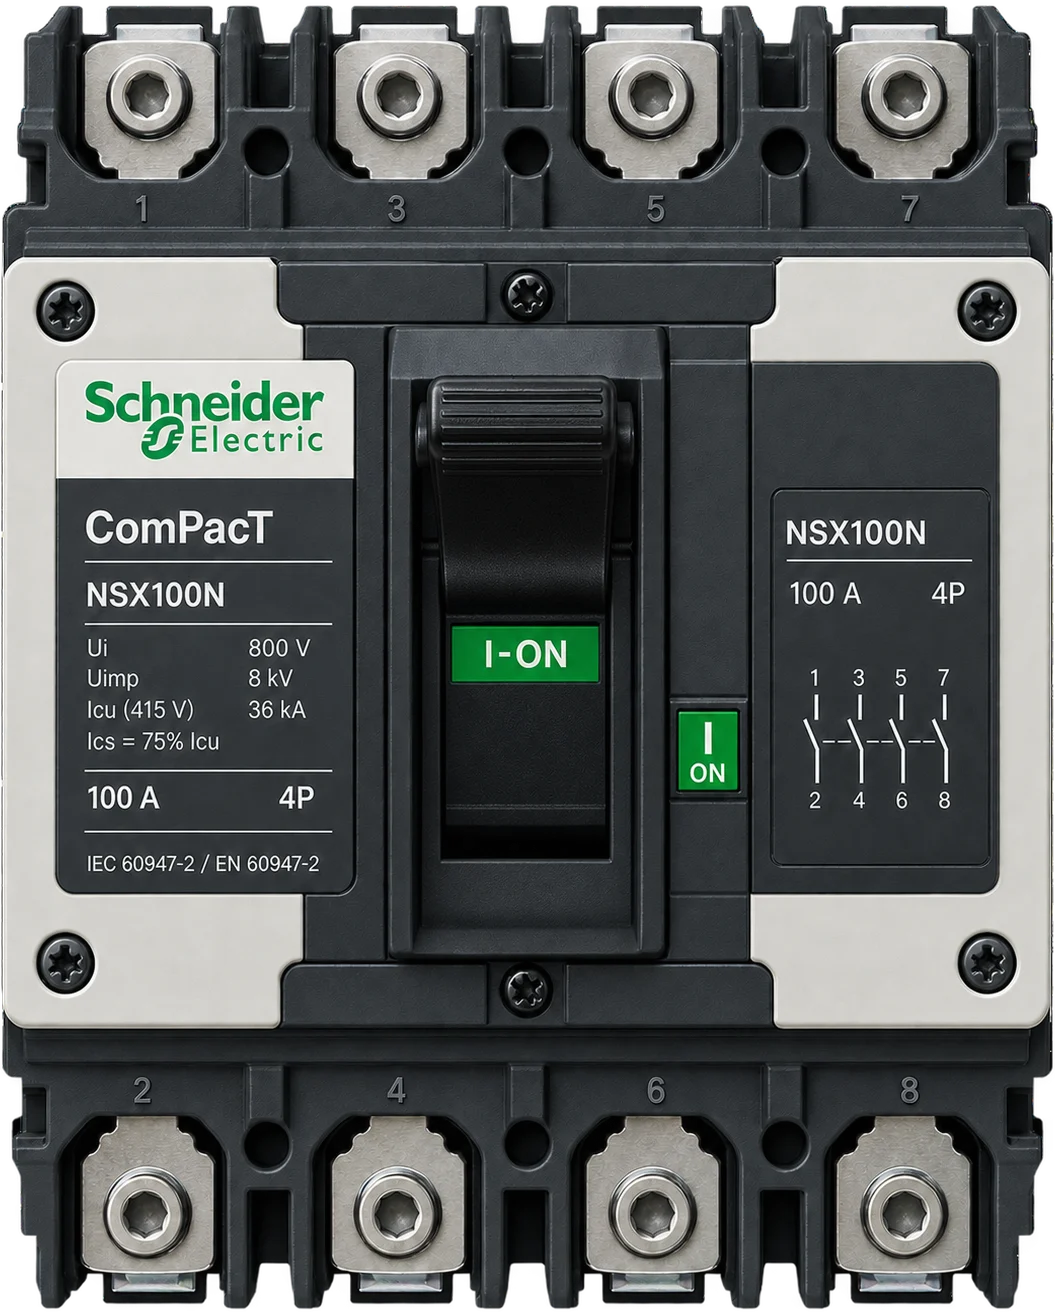 1 3 5 7
Schneider
Electric
ComPacT
NSX100N
Ui 800 V
Uimp 8 kV
Icu (415 V) 36 kA
Ics = 75% Icu
100 A 4P
IEC 60947-2 / EN 60947-2
I-ON
I
ON
NSX100N
100 A 4P
1 3 5 7
2 4 6 8
2 4 6 8